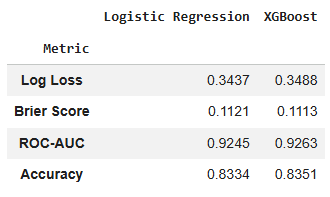 Logistic Regression XGBoost
Metric
Log Loss 0.3437 0.3488
Brier Score 0.1121 0.1113
ROC-AUC 0.9245 0.9263
Accuracy 0.8334 0.8351